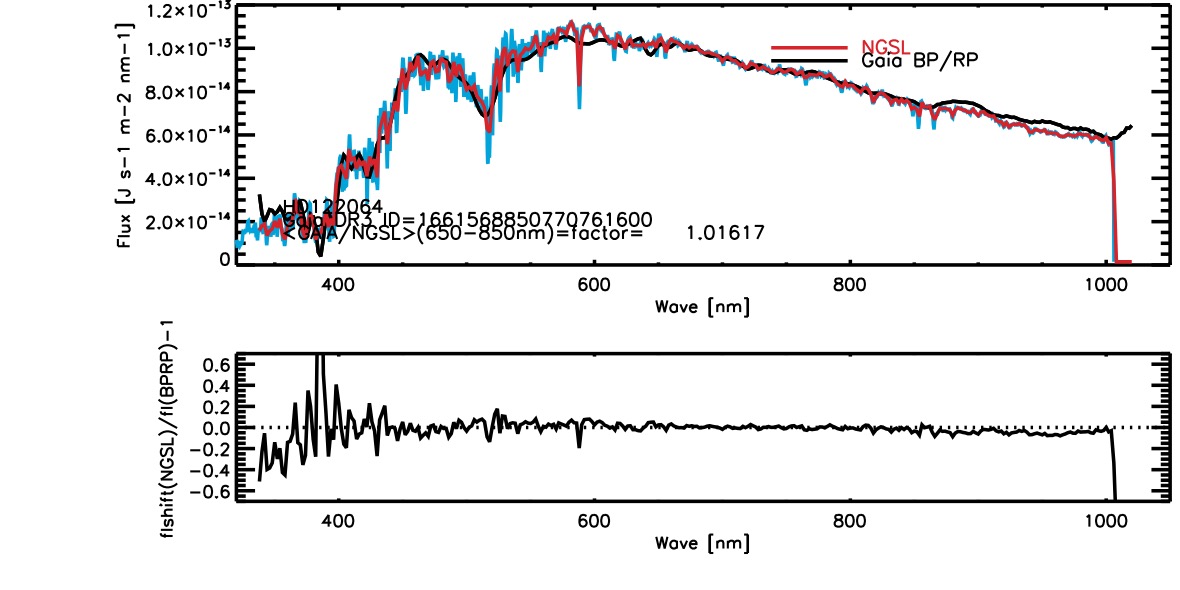 1.2×10−13
1.0×10−13
8.0×10−14
6.0×10−14
4.0×10−14
2.0×10−14
0
Flux [J s−1 m−2 nm−1]
NGSL
Gaia BP/RP
HD122064
Gaia DR3 ID=1661568850770761600
<GAIA/NGSL>(650−850nm)=factor= 1.01617
400 600 800 1000
Wave [nm]
0.6
0.4
0.2
0.0
−0.2
−0.4
−0.6
flshift(NGSL)/fl(BPRP)−1
400 600 800 1000
Wave [nm]